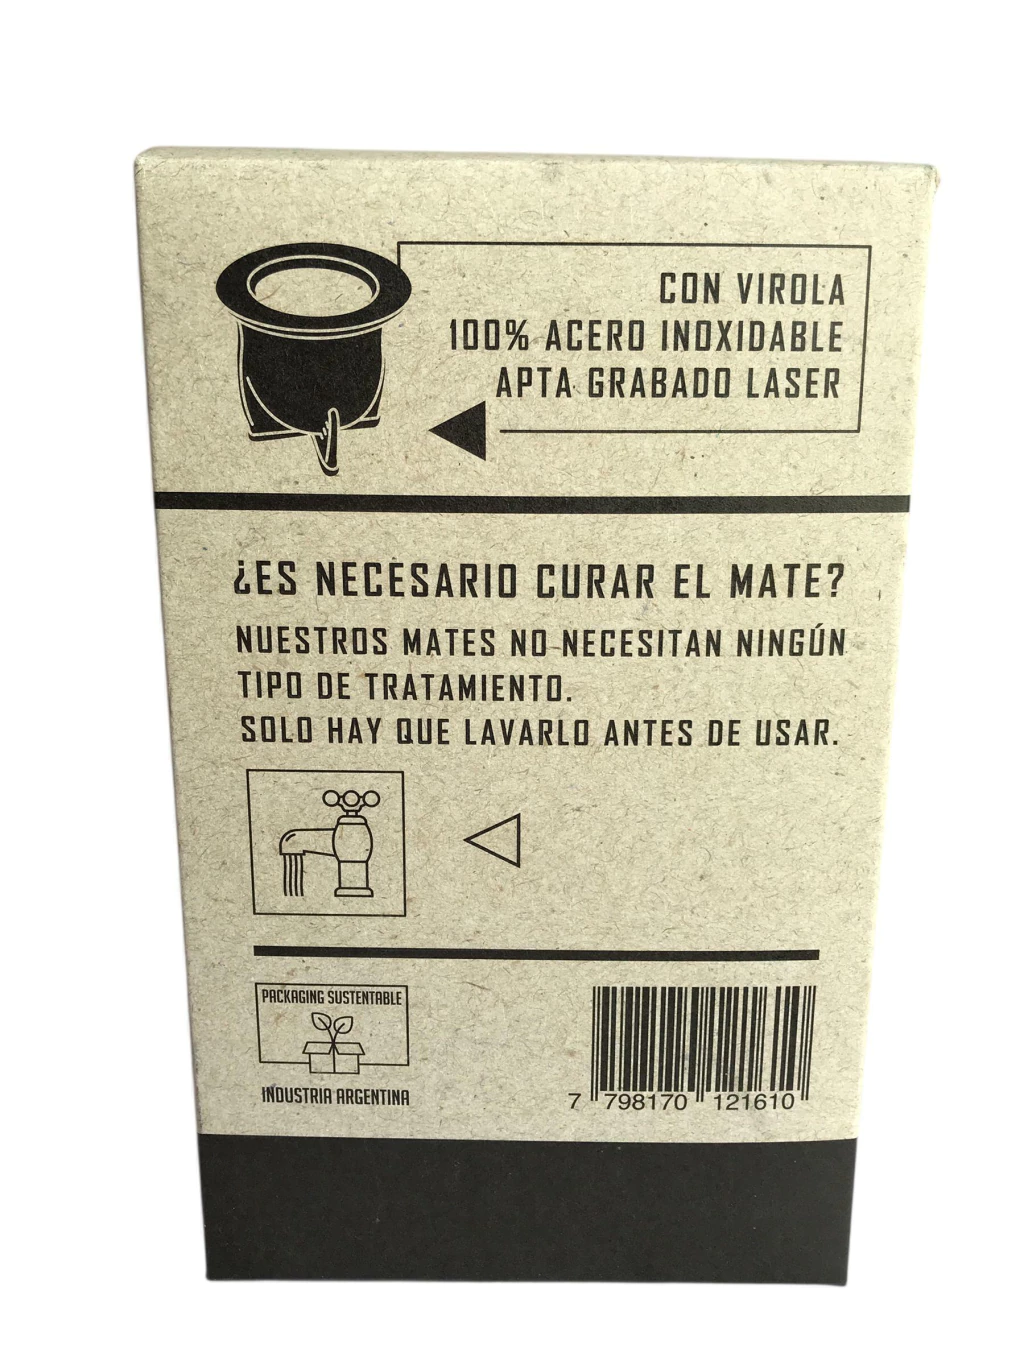 CON VIROLA
100% ACERO INOXIDABLE
APTA GRABADO LASER
¿ES NECESARIO CURAR EL MATE?
NUESTROS MATES NO NECESITAN NINGÚN
TIPO DE TRATAMIENTO.
SOLO HAY QUE LAVARLO ANTES DE USAR.
PACKAGING SUSTENTABLE
INDUSTRIA ARGENTINA
7 798170 121610